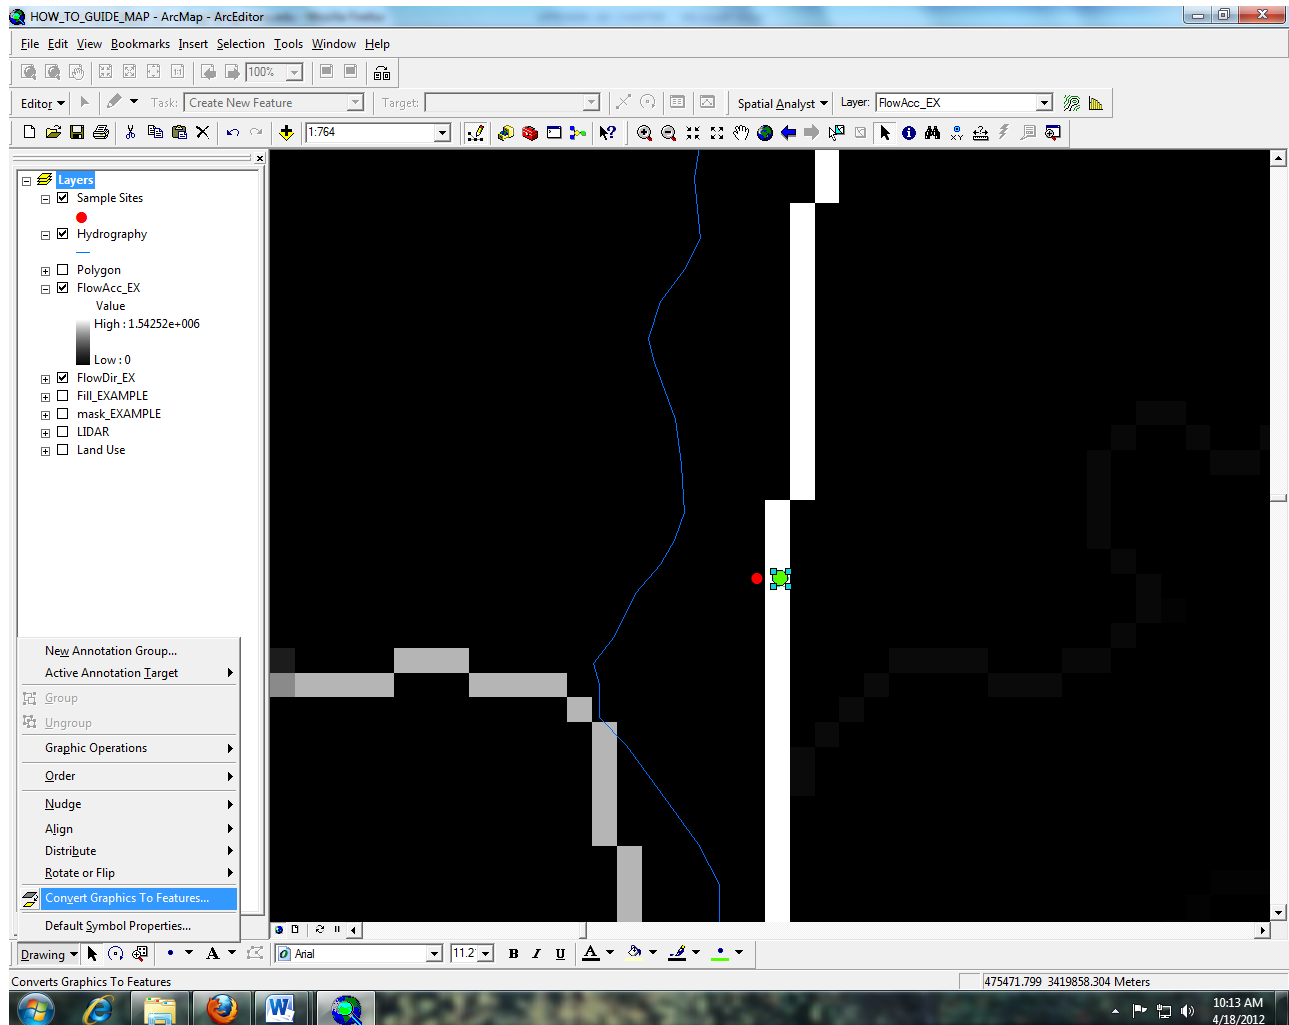 HOW_TO_GUIDE_MAP - ArcMap - ArcEditor
File Edit View Bookmarks Insert Selection Tools Window Help
1:1 100%
Editor Task: Create New Feature Target: Spatial Analyst Layer: FlowAcc_EX
1:764
Layers
Sample Sites
Hydrography
Polygon
FlowAcc_EX
Value
High : 1.54252e+006
Low : 0
FlowDir_EX
Fill_EXAMPLE
mask_EXAMPLE
LIDAR
Land Use
New Annotation Group...
Active Annotation Target
Group
Ungroup
Graphic Operations
Order
Nudge
Align
Distribute
Rotate or Flip
Convert Graphics To Features...
Default Symbol Properties...
Drawing A Arial 11.2 B I U A
Converts Graphics To Features 475471.799 3419858.304 Meters
10:13 AM
4/18/2012